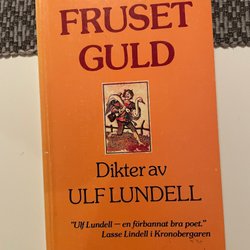 FRUSET
GULD
Dikter av
ULF LUNDELL
"Ulf Lundell – en förbannat bra poet."
Lasse Lindell i Kronobergaren